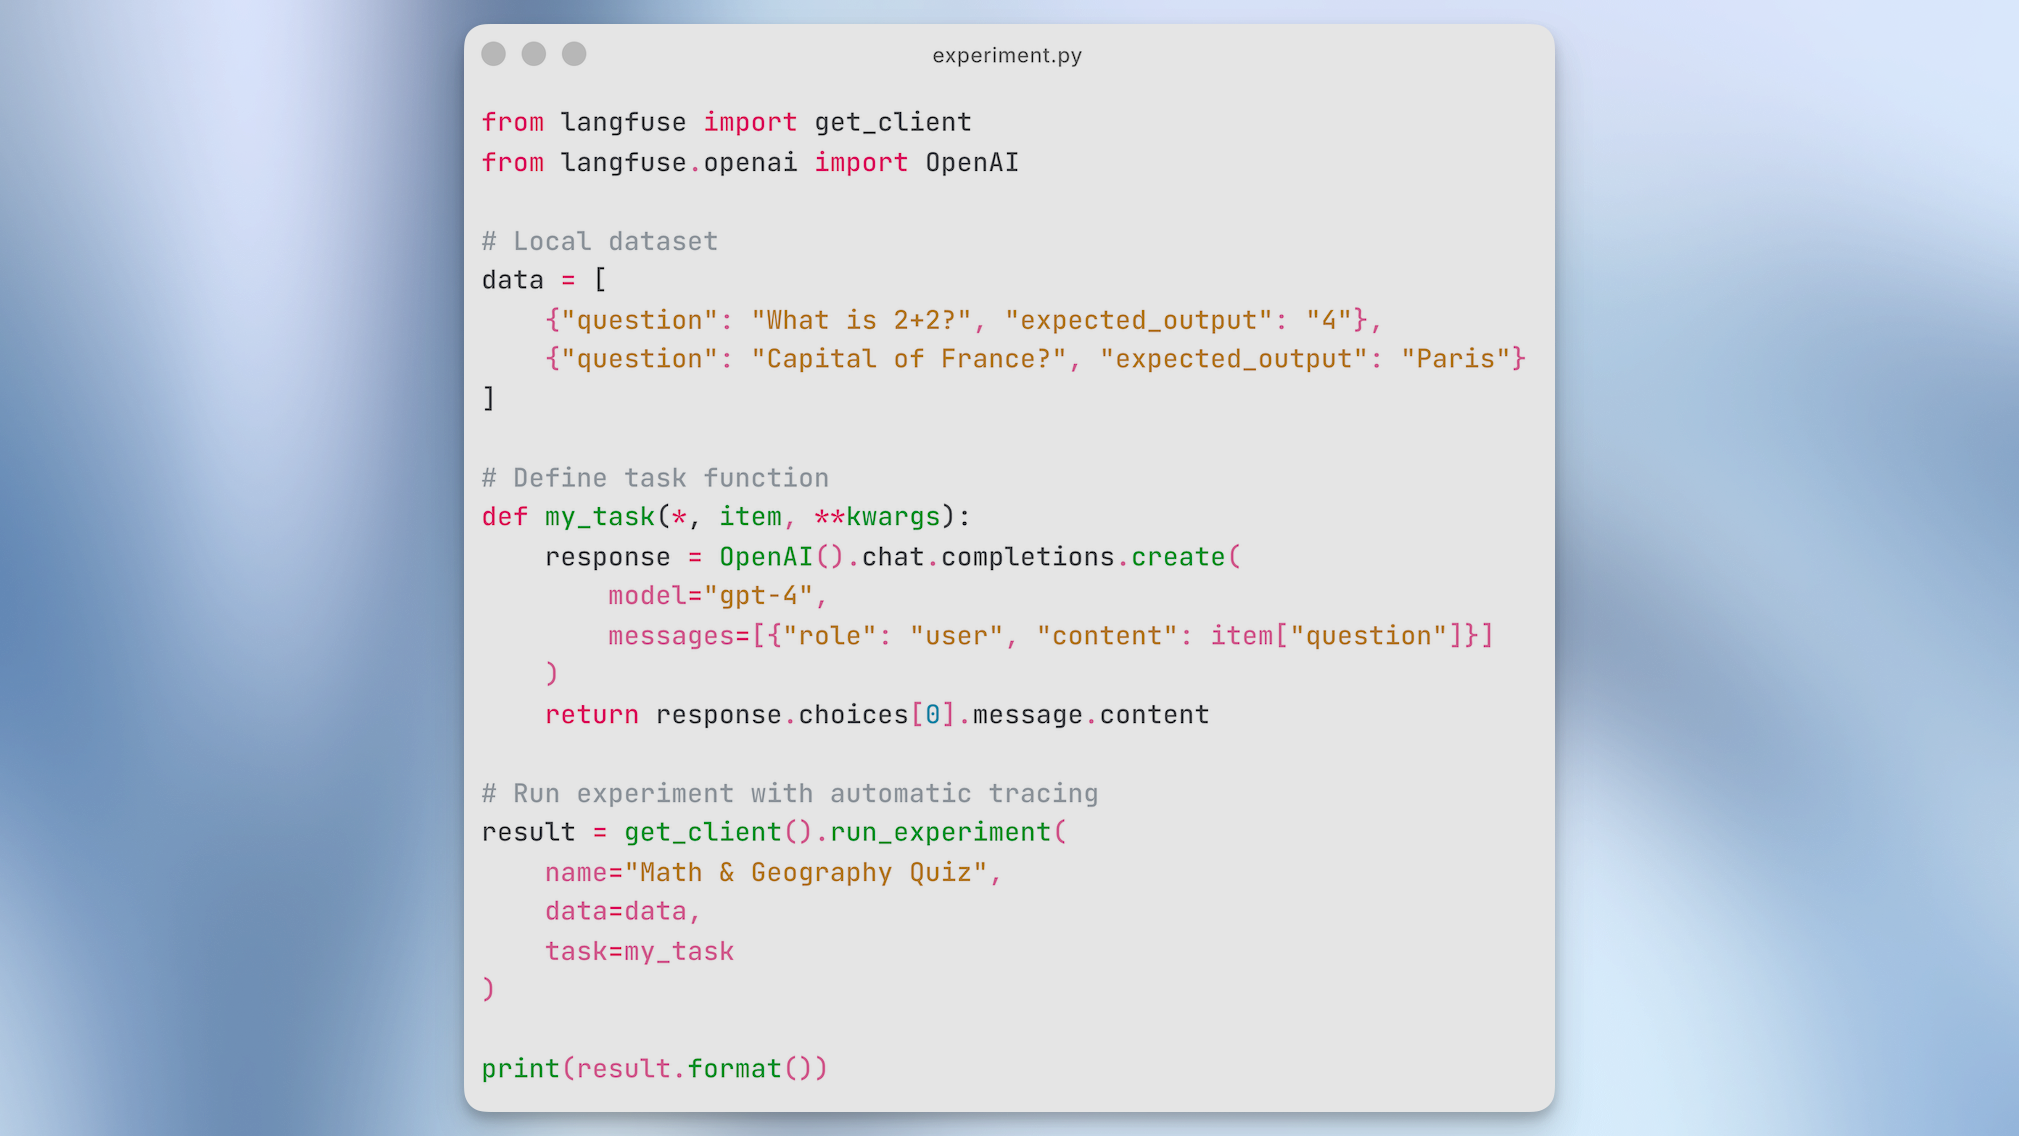 experiment.py
from langfuse import get_client
from langfuse.openai import OpenAI
# Local dataset
data = [
    {"question": "What is 2+2?", "expected_output": "4"},
    {"question": "Capital of France?", "expected_output": "Paris"}
]
# Define task function
def my_task(*, item, **kwargs):
    response = OpenAI().chat.completions.create(
        model="gpt-4",
        messages=[{"role": "user", "content": item["question"]}]
    )
    return response.choices[0].message.content
# Run experiment with automatic tracing
result = get_client().run_experiment(
    name="Math & Geography Quiz",
    data=data,
    task=my_task
)
print(result.format())